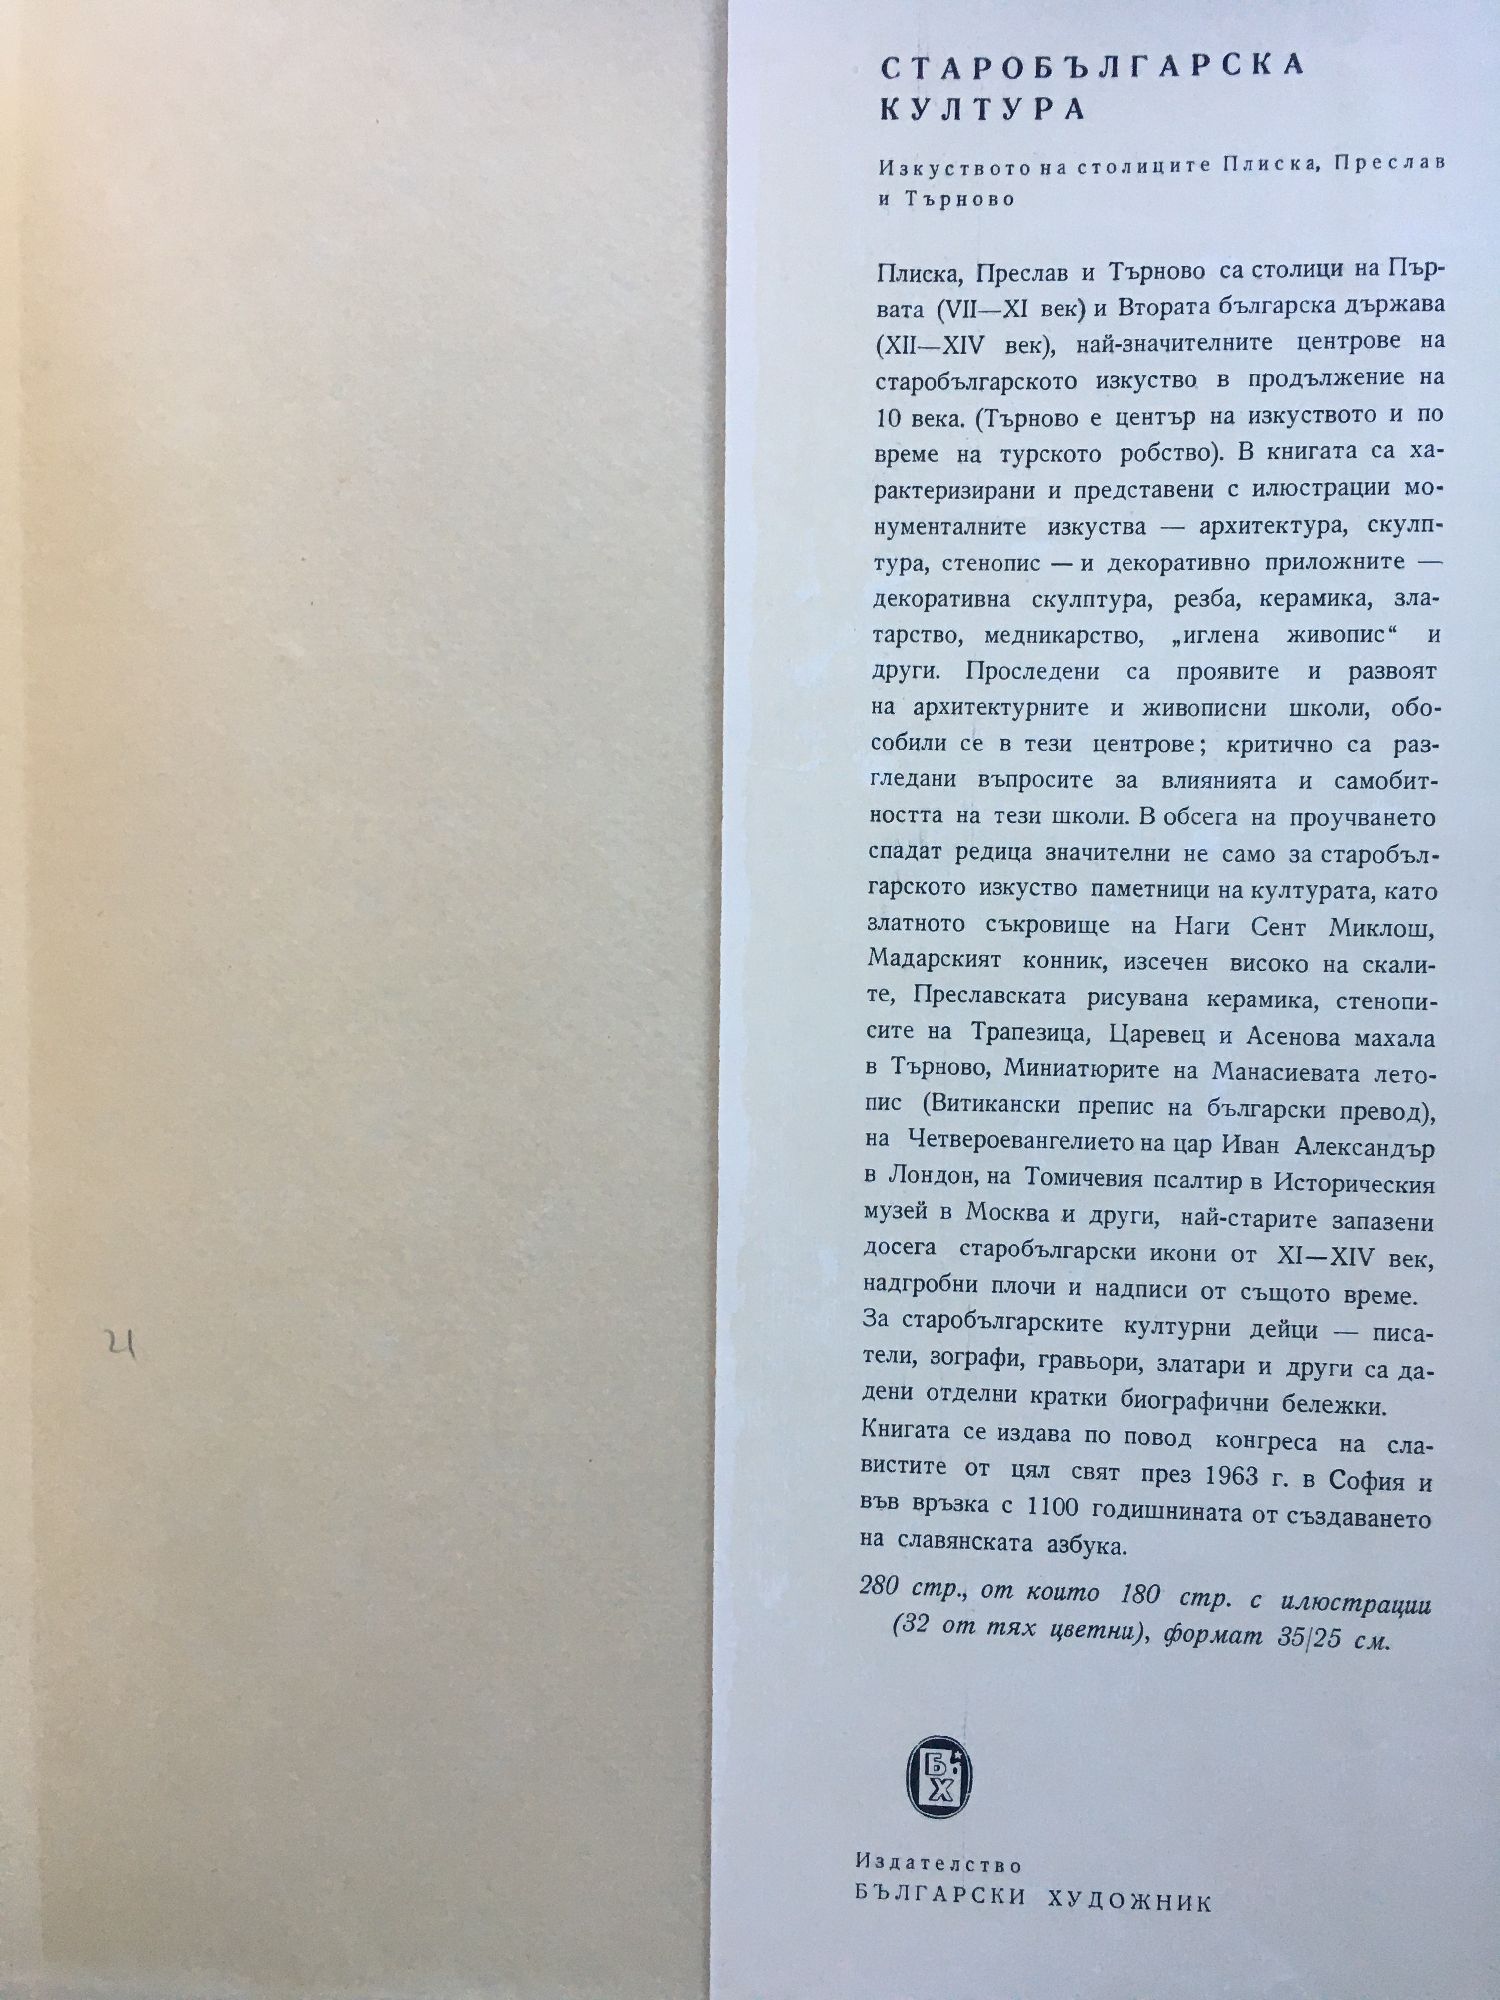 СТАРОБЪЛГАРСКА
КУЛТУРА
Изкуството на столиците Плиска, Преслав
и Търново
Плиска, Преслав и Търново са столици на Пър-
вата (VII—XI век) и Втората българска държава
(XII—XIV век), най-значителните центрове на
старобългарското изкуство в продължение на
10 века. (Търново е център на изкуството и по
време на турското робство). В книгата са ха-
рактеризирани и представени с илюстрации мо-
нументалните изкуства — архитектура, скулп-
тура, стенопис — и декоративно приложните —
декоративна скулптура, резба, керамика, зла-
тарство, медникарство, „иглена живопис“ и
други. Проследени са проявите и развоят
на архитектурните и живописни школи, обо-
собили се в тези центрове; критично са раз-
гледани въпросите за влиянията и самобит-
ността на тези школи. В обсега на проучването
спадат редица значителни не само за старобъл-
гарското изкуство паметници на културата, като
златното съкровище на Наги Сент Миклош,
Мадарският конник, изсечен високо на скали-
те, Преславската рисувана керамика, стенопи-
сите на Трапезица, Царевец и Асенова махала
в Търново, Миниатюрите на Манасиевата лето-
пис (Витикански препис на български превод),
на Четвероевангелието на цар Иван Александър
в Лондон, на Томичевия псалтир в Историческия
музей в Москва и други, най-старите запазени
досега старобългарски икони от XI—XIV век,
надгробни плочи и надписи от същото време.
За старобългарските културни дейци — писа-
тели, зографи, гравьори, златари и други са да-
дени отделни кратки биографични бележки.
Книгата се издава по повод конгреса на сла-
вистите от цял свят през 1963 г. в София и
във връзка с 1100 годишнината от създаването
на славянската азбука.
280 стр., от които 180 стр. с илюстрации
(32 от тях цветни), формат 35/25 см.
БХ
Издателство
БЪЛГАРСКИ ХУДОЖНИК